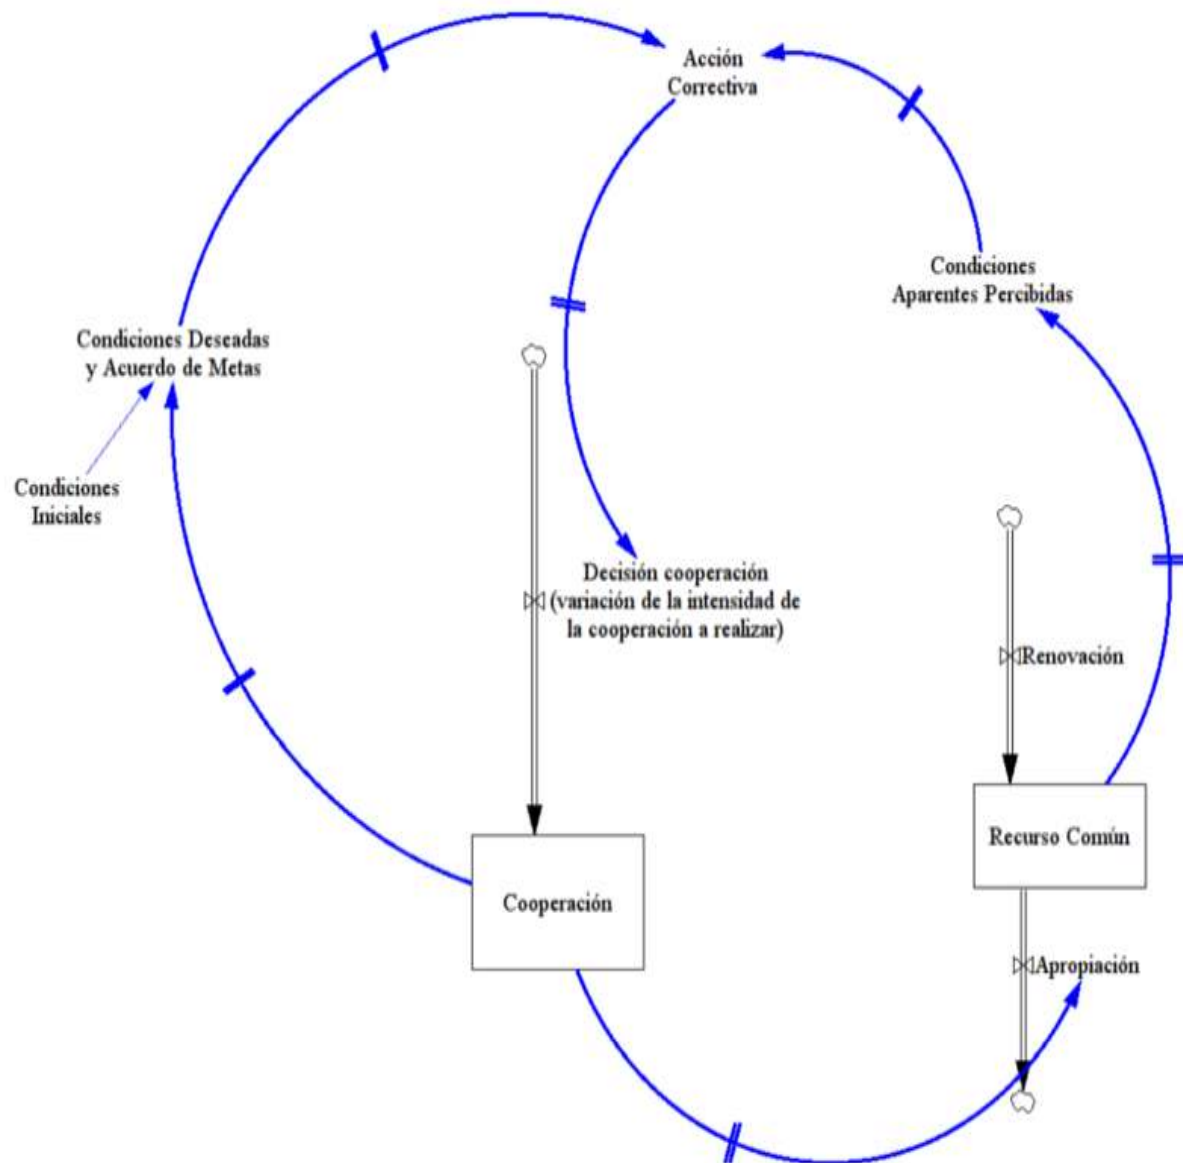 Acción
Correctiva
Condiciones
Aparentes Percibidas
Condiciones Deseadas
y Acuerdo de Metas
Condiciones
Iniciales
Decisión cooperación
(variación de la intensidad de
la cooperación a realizar)
Renovación
Recurso Común
Cooperación
Apropiación